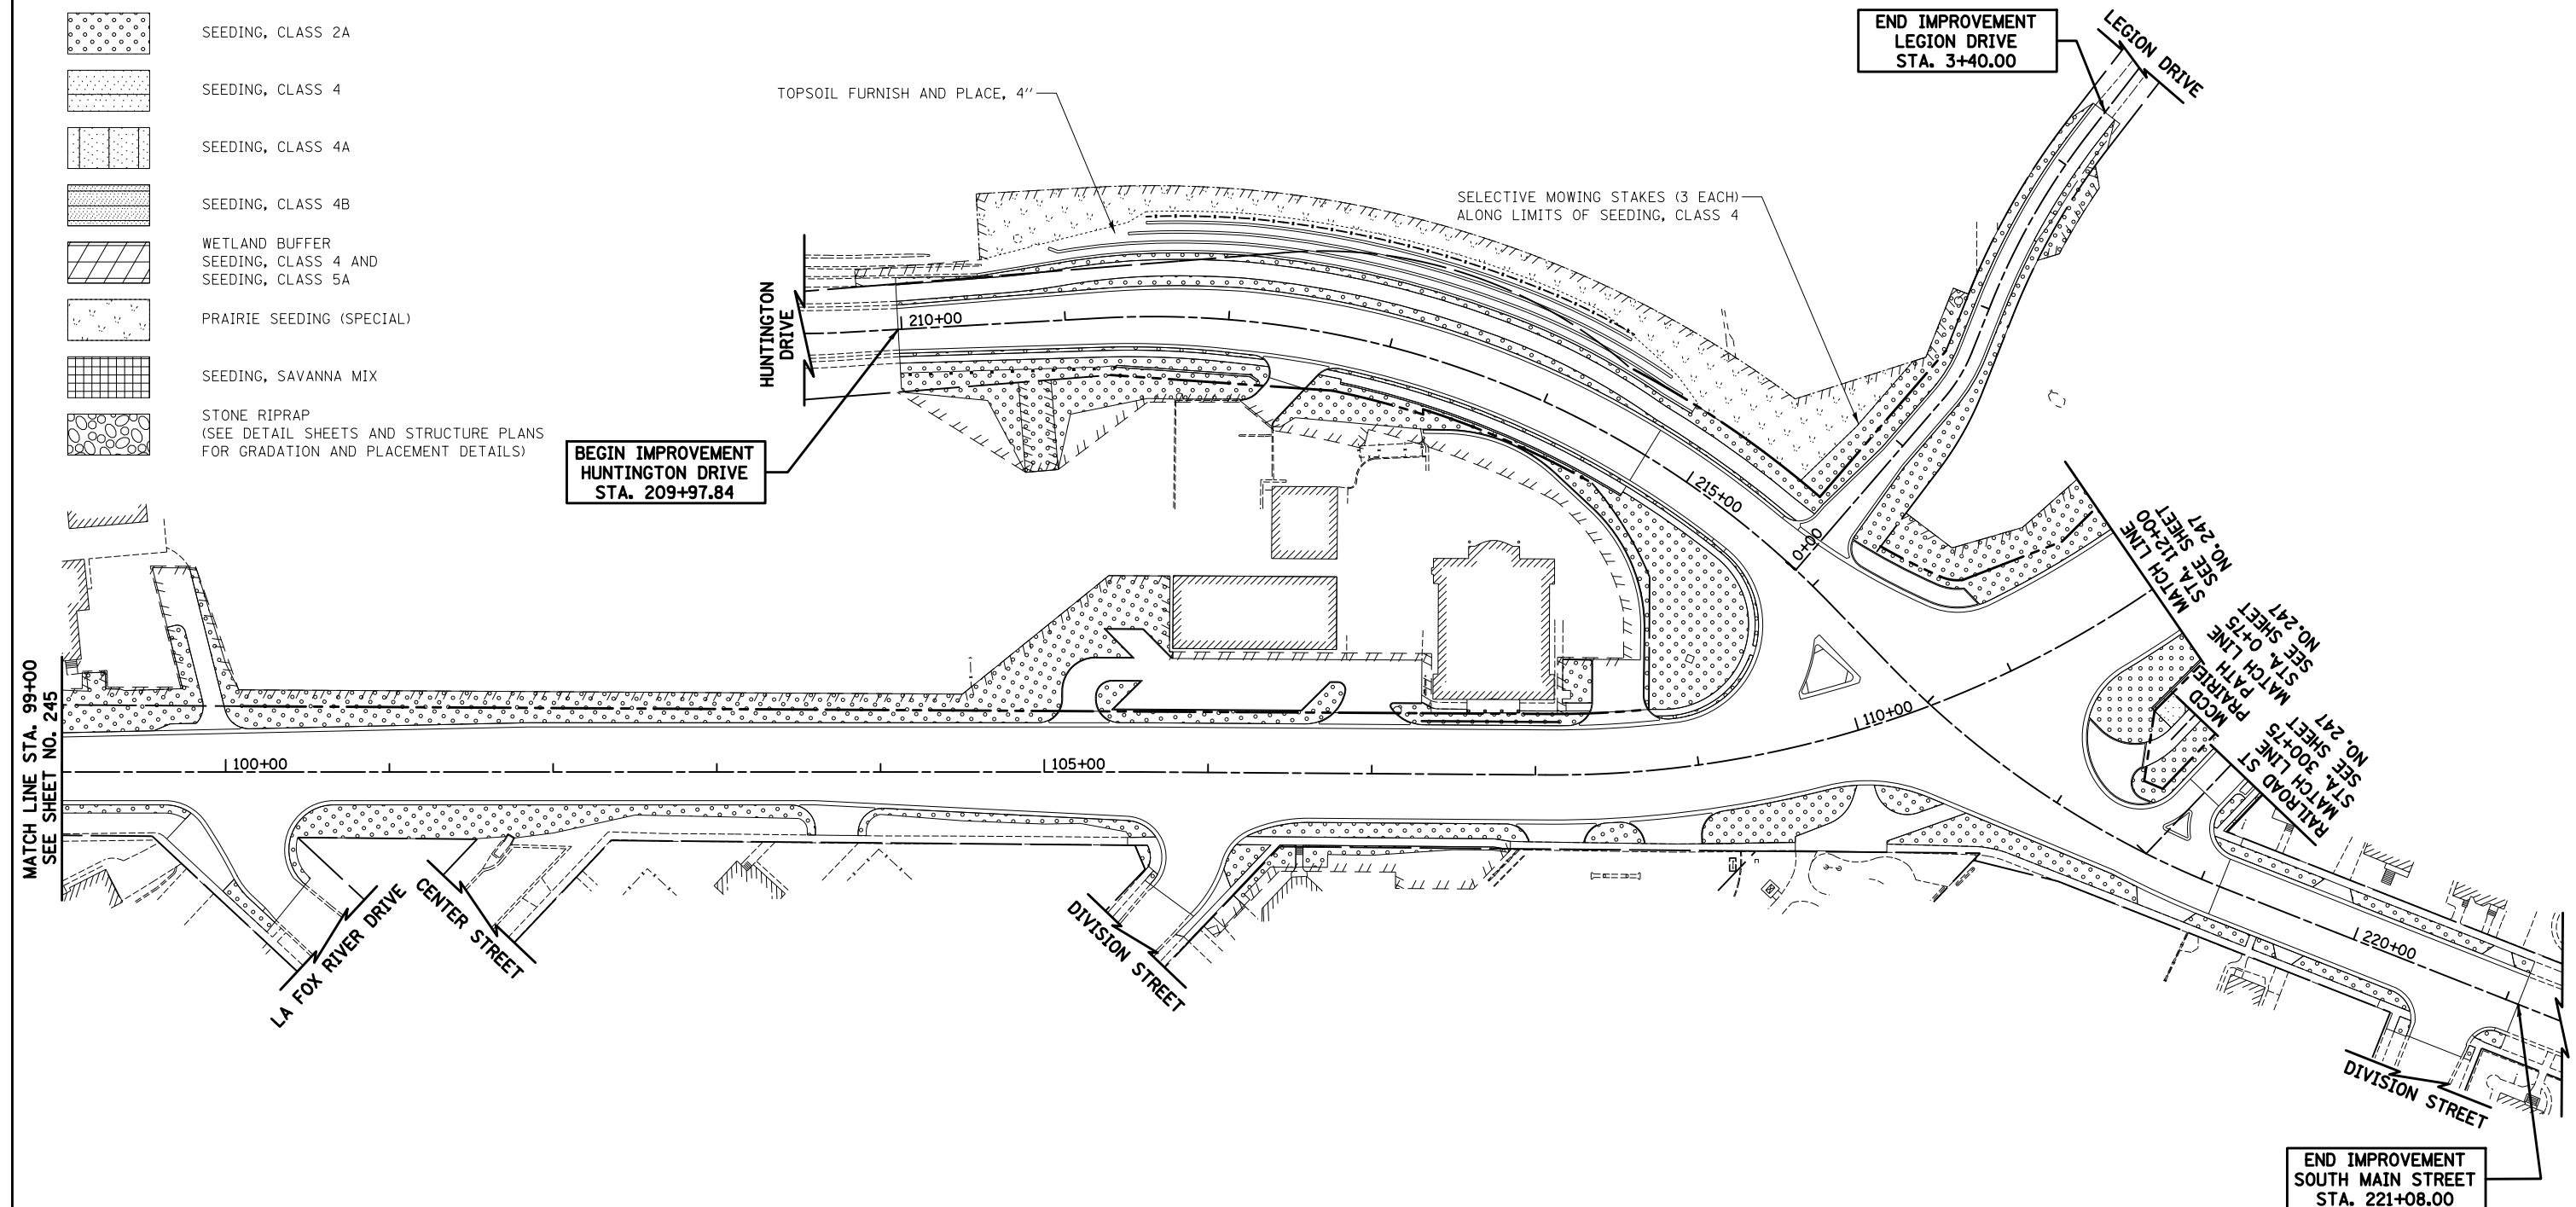 SEEDING, CLASS 2A
SEEDING, CLASS 4
SEEDING, CLASS 4A
SEEDING, CLASS 4B
WETLAND BUFFER
SEEDING, CLASS 4 AND
SEEDING, CLASS 5A
PRAIRIE SEEDING (SPECIAL)
SEEDING, SAVANNA MIX
STONE RIPRAP
(SEE DETAIL SHEETS AND STRUCTURE PLANS
FOR GRADATION AND PLACEMENT DETAILS)
TOPSOIL FURNISH AND PLACE, 4"
END IMPROVEMENT
LEGION DRIVE
STA. 3+40.00
LEGION DRIVE
SELECTIVE MOWING STAKES (3 EACH)
ALONG LIMITS OF SEEDING, CLASS 4
HUNTINGTON
DRIVE
210+00
BEGIN IMPROVEMENT
HUNTINGTON DRIVE
STA. 209+97.84
215+00
0+00
MATCH LINE
STA. 112+00
SEE SHEET
NO. 247
MCCD
PRAIRIE
PATH
MATCH LINE
STA. 0+75
SEE SHEET
NO. 247
RAILROAD ST
MATCH LINE
STA. 300+75
SEE SHEET
NO. 247
MATCH LINE STA. 99+00
SEE SHEET NO. 245
100+00
105+00
110+00
LA FOX RIVER DRIVE
CENTER STREET
DIVISION STREET
220+00
DIVISION STREET
END IMPROVEMENT
SOUTH MAIN STREET
STA. 221+08.00